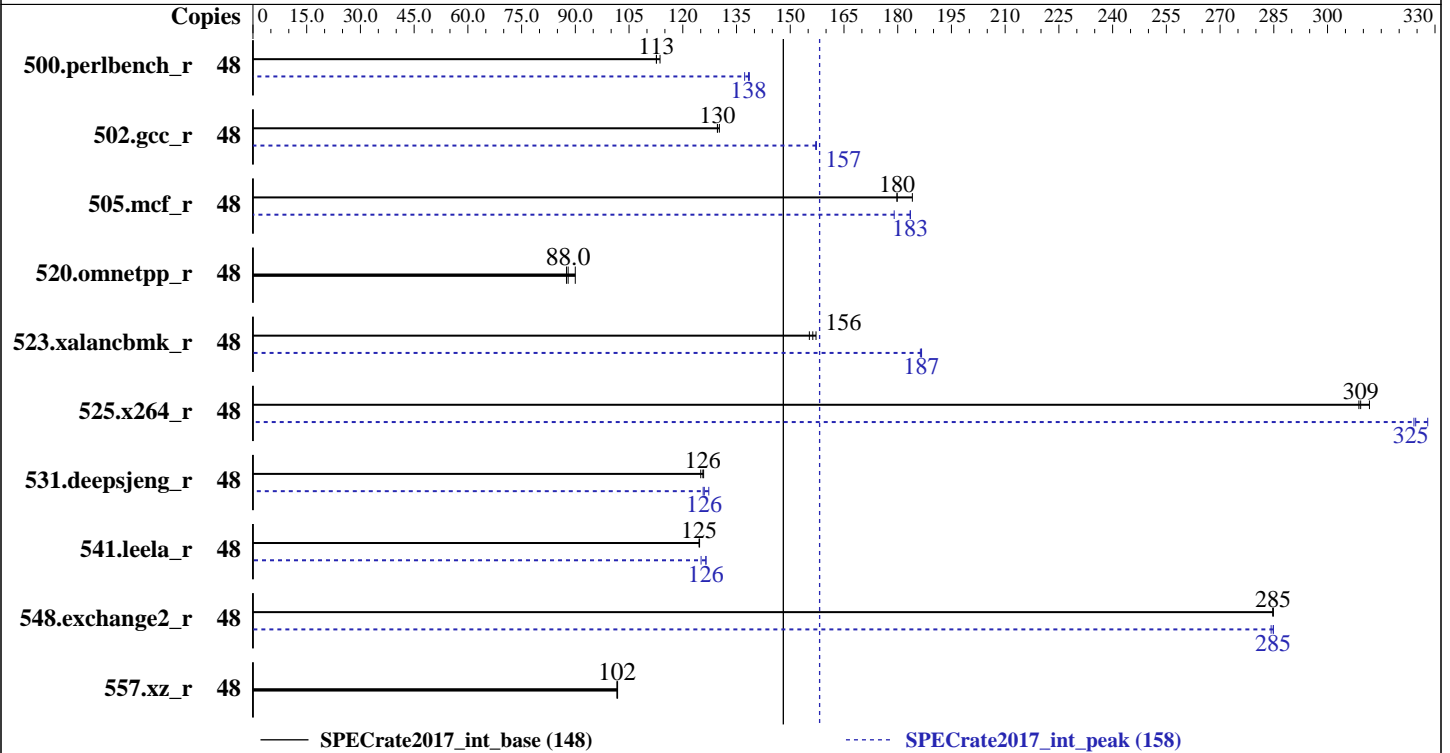 Copies 0 15.0 30.0 45.0 60.0 75.0 90.0 105 120 135 150 165 180 195 210 225 240 255 270 285 300 330
500.perlbench_r 48 113
138
502.gcc_r 48 130
157
505.mcf_r 48 180
183
520.omnetpp_r 48 88.0
523.xalancbmk_r 48 156
187
525.x264_r 48 309
325
531.deepsjeng_r 48 126
126
541.leela_r 48 125
126
548.exchange2_r 48 285
285
557.xz_r 48 102
SPECrate2017_int_base (148) SPECrate2017_int_peak (158)